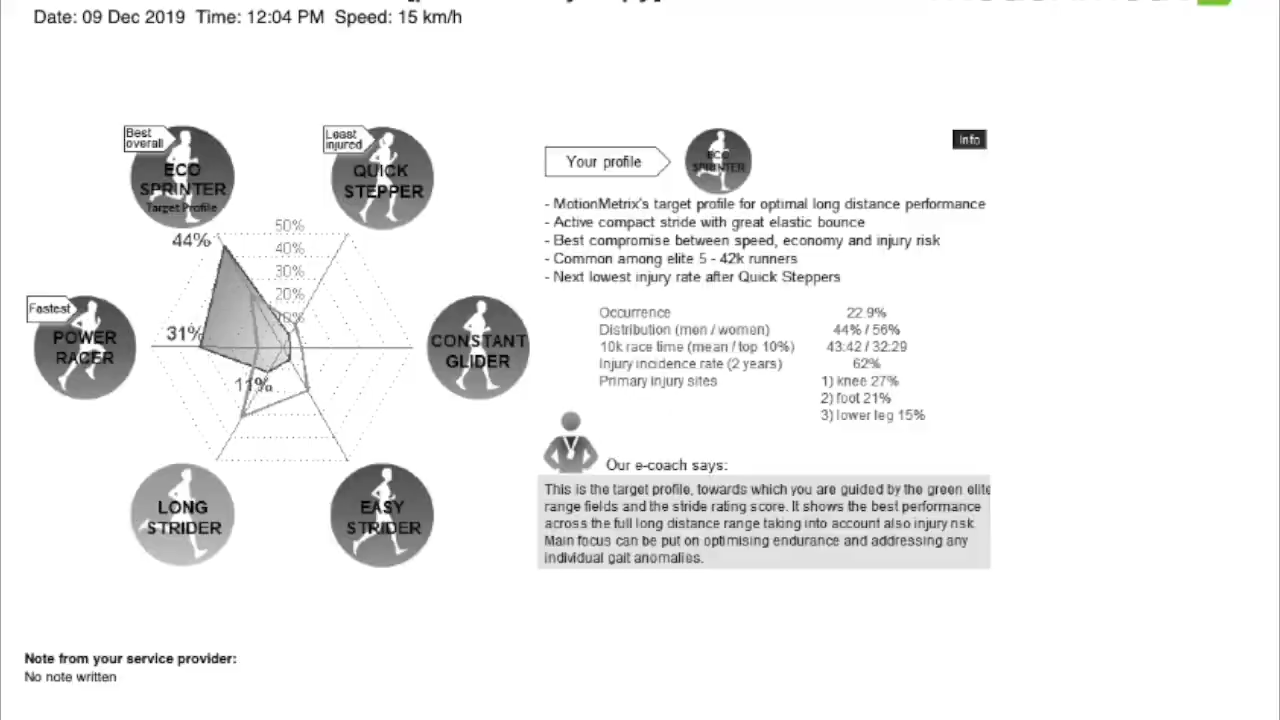 Date: 09 Dec 2019 Time: 12:04 PM Speed: 15 km/h
Best overall
ECO SPRINTER
Target Profile
Least injured
QUICK STEPPER
Fastest
POWER RACER
CONSTANT GLIDER
LONG STRIDER
EASY STRIDER
50%
40%
30%
20%
10%
44%
31%
11%
Your profile
ECO SPRINTER
Info
- MotionMetrix's target profile for optimal long distance performance
- Active compact stride with great elastic bounce
- Best compromise between speed, economy and injury risk
- Common among elite 5 - 42k runners
- Next lowest injury rate after Quick Steppers
Occurrence 22.9%
Distribution (men / women) 44% / 56%
10k race time (mean / top 10%) 43:42 / 32:29
Injury incidence rate (2 years) 62%
Primary injury sites 1) knee 27%
2) foot 21%
3) lower leg 15%
Our e-coach says:
This is the target profile, towards which you are guided by the green elite
range fields and the stride rating score. It shows the best performance
across the full long distance range taking into account also injury risk.
Main focus can be put on optimising endurance and addressing any
individual gait anomalies.
Note from your service provider:
No note written